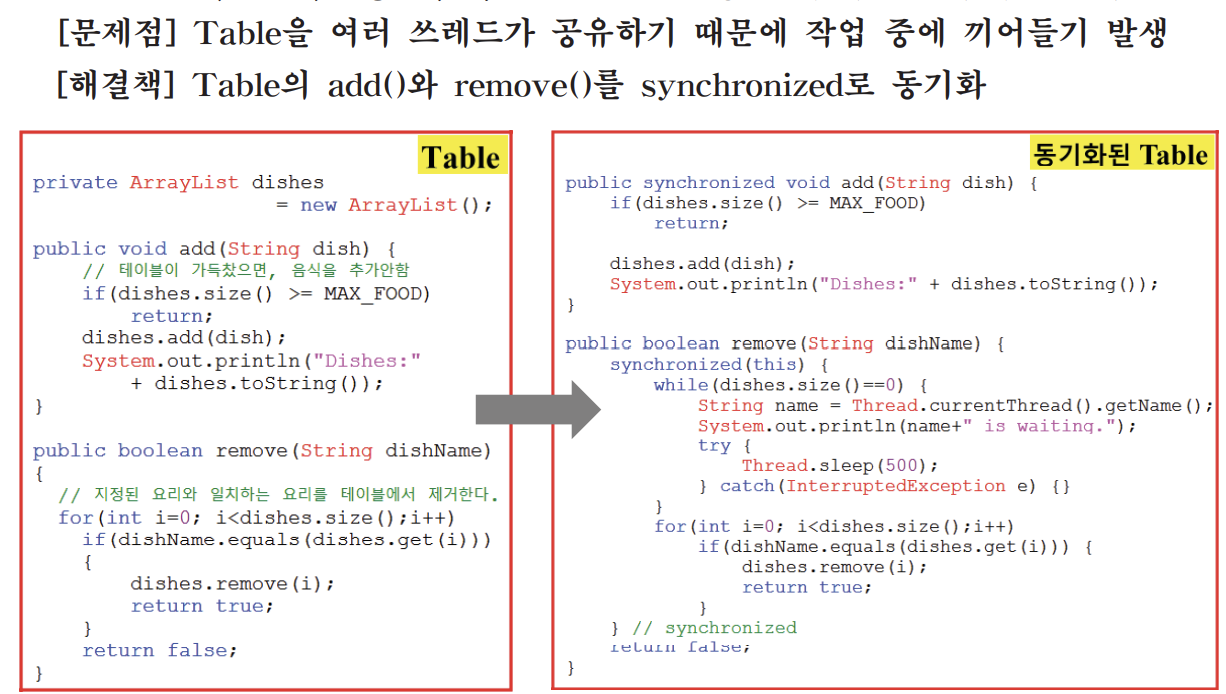 [문제점] Table을 여러 쓰레드가 공유하기 때문에 작업 중에 끼어들기 발생
[해결책] Table의 add()와 remove()를 synchronized로 동기화
Table
private ArrayList dishes
= new ArrayList();
public void add(String dish) {
// 테이블이 가득찼으면, 음식을 추가안함
if(dishes.size() >= MAX_FOOD)
return;
dishes.add(dish);
System.out.println("Dishes:"
+ dishes.toString());
}
public boolean remove(String dishName)
{
// 지정된 요리와 일치하는 요리를 테이블에서 제거한다.
for(int i=0; i<dishes.size();i++)
if(dishName.equals(dishes.get(i)))
{
dishes.remove(i);
return true;
}
return false;
}
동기화된 Table
public synchronized void add(String dish) {
if(dishes.size() >= MAX_FOOD)
return;
dishes.add(dish);
System.out.println("Dishes:" + dishes.toString());
}
public boolean remove(String dishName) {
synchronized(this) {
while(dishes.size()==0) {
String name = Thread.currentThread().getName();
System.out.println(name+" is waiting.");
try {
Thread.sleep(500);
} catch(InterruptedException e) {}
}
for(int i=0; i<dishes.size();i++)
if(dishName.equals(dishes.get(i))) {
dishes.remove(i);
return true;
}
} // synchronized
return false;
}